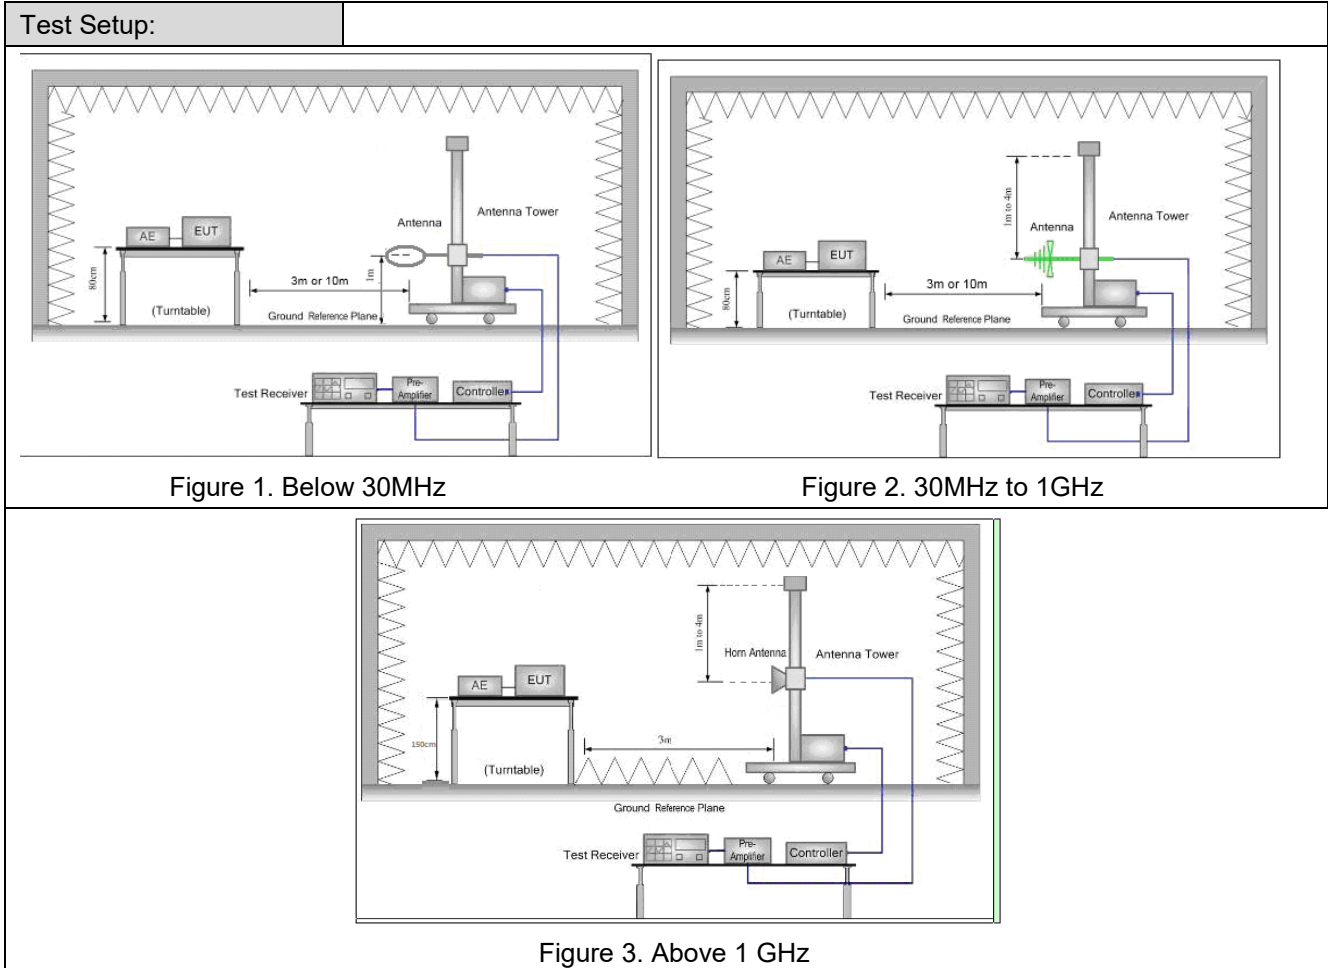 Test Setup:
AE
EUT
80cm
(Turntable)
3m or 10m
Ground Reference Plane
Antenna
1m
Antenna Tower
Test Receiver
Pre-
Amplifier
Controller
Figure 1. Below 30MHz
AE
EUT
80cm
(Turntable)
3m or 10m
Ground Reference Plane
1m to 4m
Antenna
Antenna Tower
Test Receiver
Pre-
Amplifier
Controller
Figure 2. 30MHz to 1GHz
AE
EUT
150cm
(Turntable)
3m
Ground Reference Plane
1m to 4m
Horn Antenna
Antenna Tower
Test Receiver
Pre-
Amplifier
Controller
Figure 3. Above 1 GHz